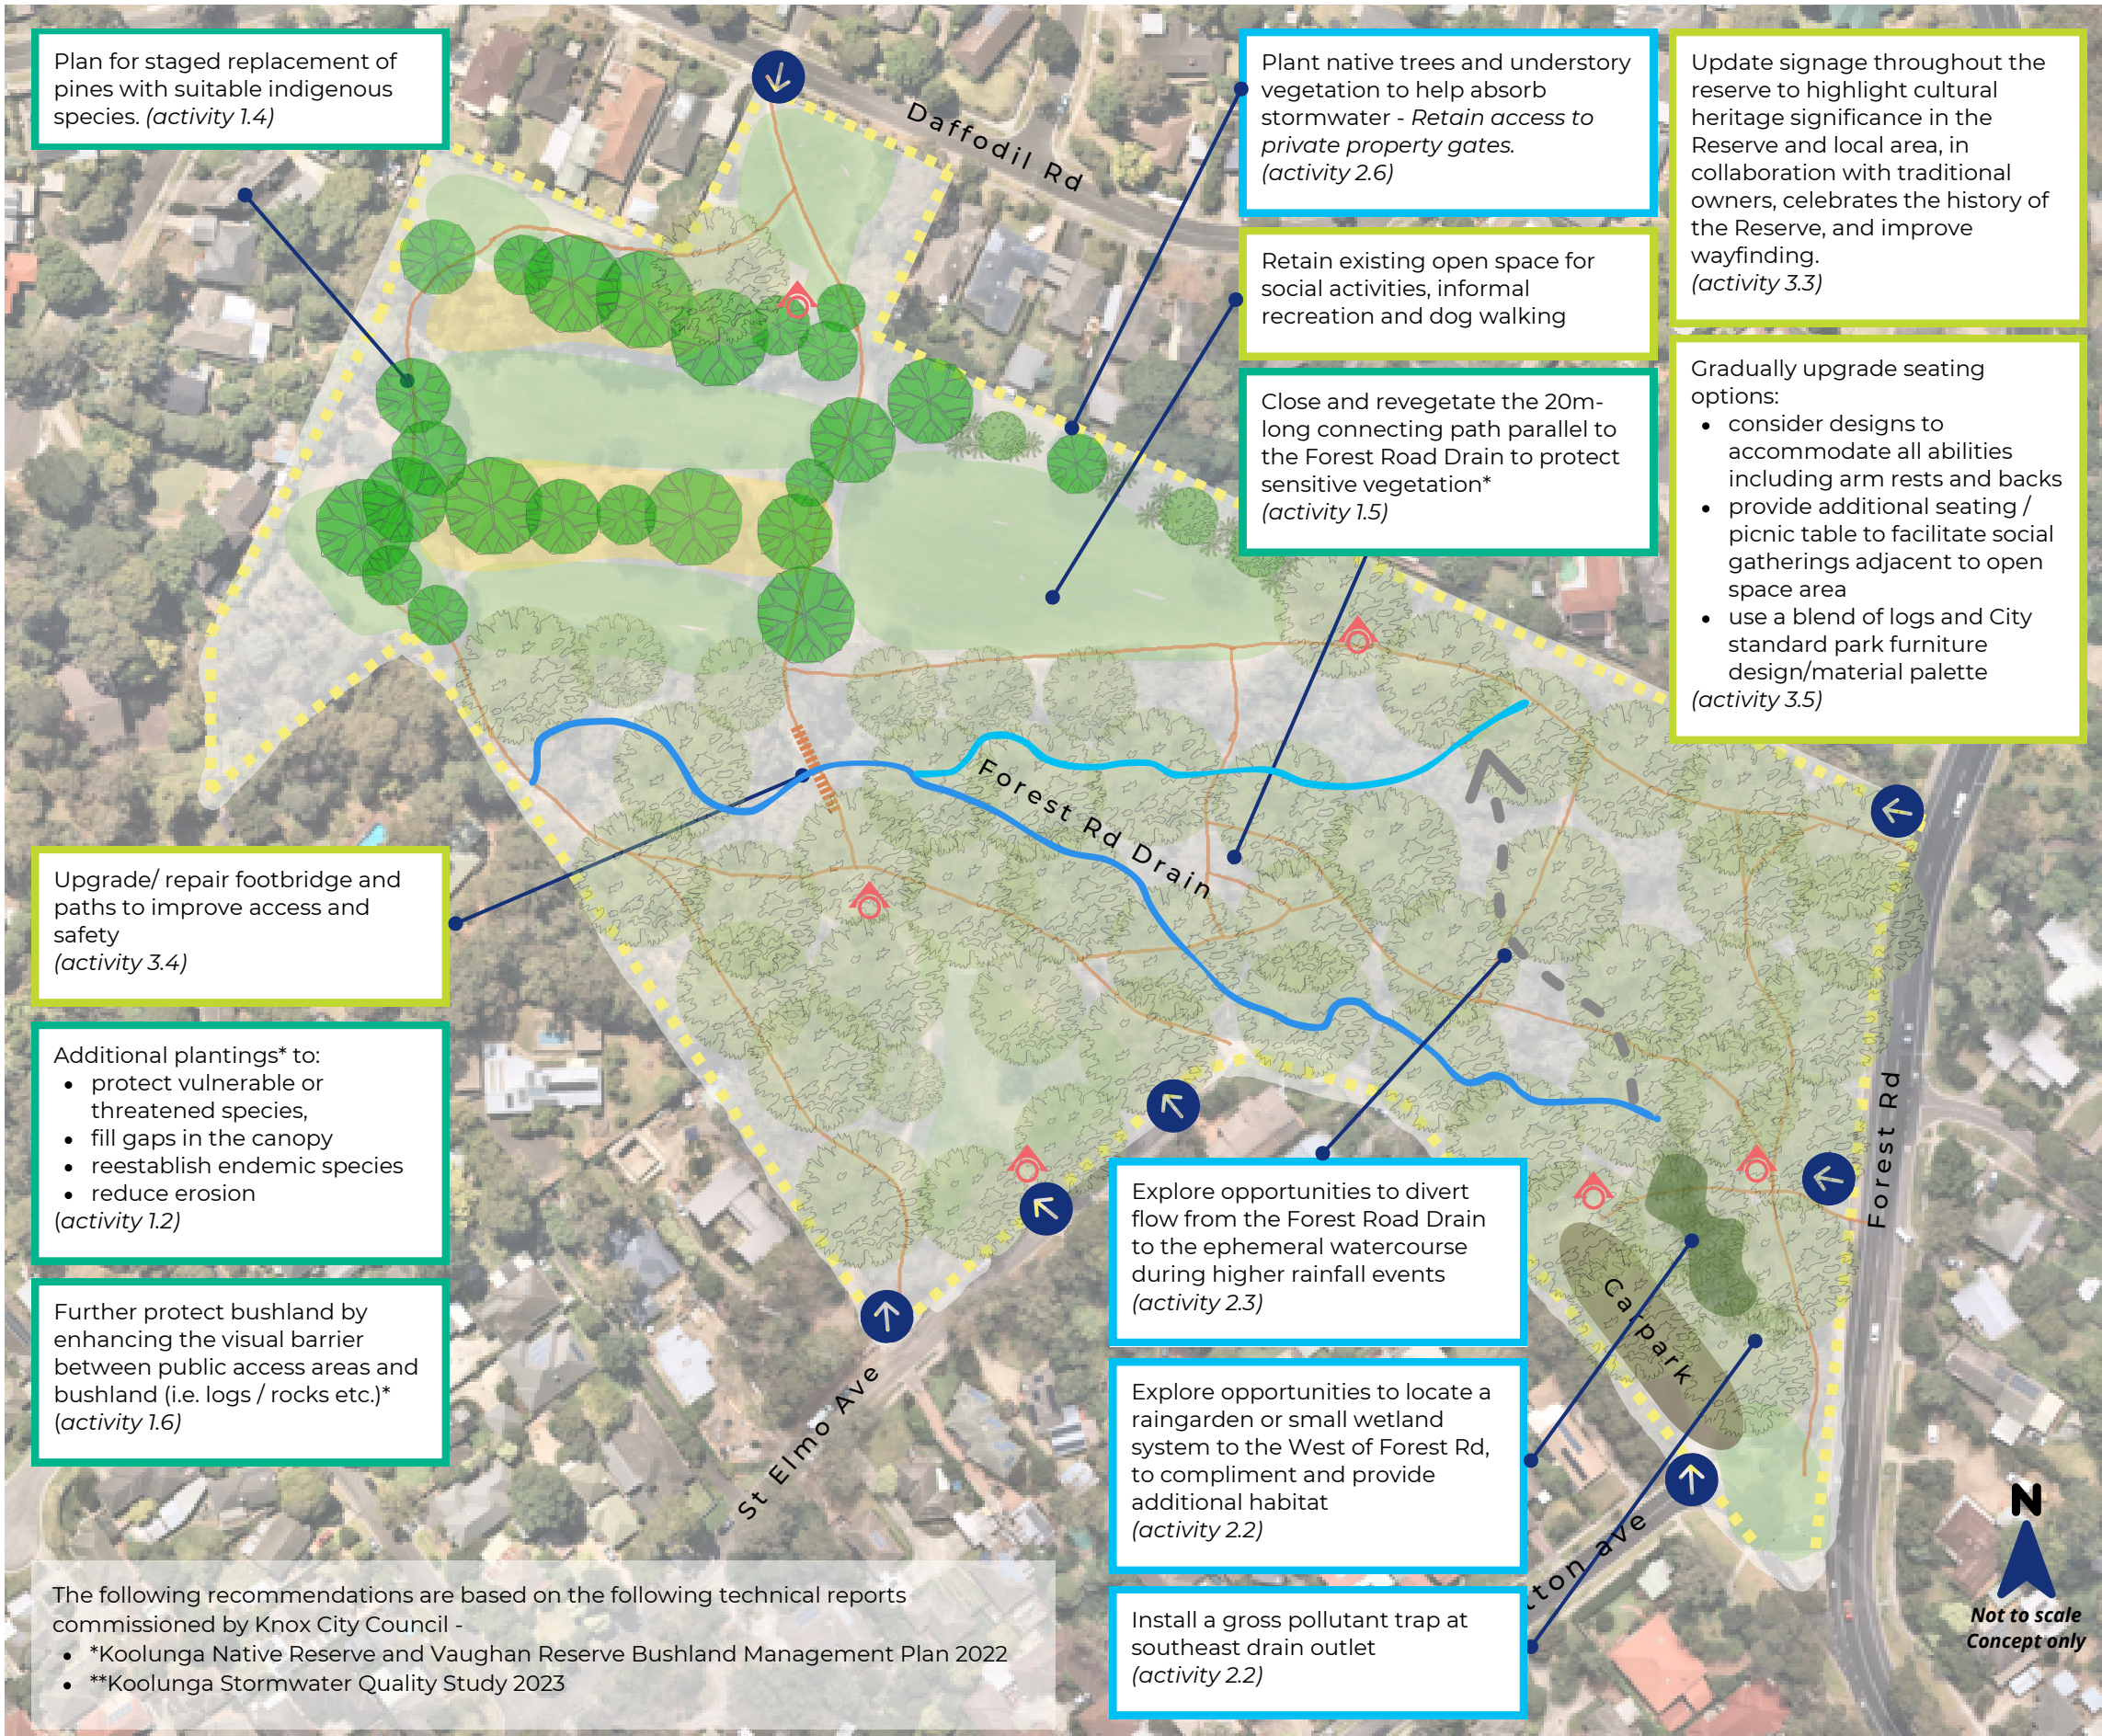 Plan for staged replacement of
pines with suitable indigenous
species. (activity 1.4)
Daffodil Rd
Plant native trees and understory
vegetation to help absorb
stormwater - Retain access to
private property gates.
(activity 2.6)
Retain existing open space for
social activities, informal
recreation and dog walking
Close and revegetate the 20m-
long connecting path parallel to
the Forest Road Drain to protect
sensitive vegetation*
(activity 1.5)
Update signage throughout the
reserve to highlight cultural
heritage significance in the
Reserve and local area, in
collaboration with traditional
owners, celebrates the history of
the Reserve, and improve
wayfinding.
(activity 3.3)
Gradually upgrade seating
options:
• consider designs to
accommodate all abilities
including arm rests and backs
• provide additional seating /
picnic table to facilitate social
gatherings adjacent to open
space area
• use a blend of logs and City
standard park furniture
design/material palette
(activity 3.5)
Forest Rd Drain
Upgrade/ repair footbridge and
paths to improve access and
safety
(activity 3.4)
Additional plantings* to:
• protect vulnerable or
threatened species,
• fill gaps in the canopy
• reestablish endemic species
• reduce erosion
(activity 1.2)
Further protect bushland by
enhancing the visual barrier
between public access areas and
bushland (i.e. logs / rocks etc.)*
(activity 1.6)
Forest Rd
Carpark
St Elmo Ave
tton ave
Explore opportunities to divert
flow from the Forest Road Drain
to the ephemeral watercourse
during higher rainfall events
(activity 2.3)
Explore opportunities to locate a
raingarden or small wetland
system to the West of Forest Rd,
to compliment and provide
additional habitat
(activity 2.2)
Install a gross pollutant trap at
southeast drain outlet
(activity 2.2)
N
Not to scale
Concept only
The following recommendations are based on the following technical reports
commissioned by Knox City Council -
• *Koolunga Native Reserve and Vaughan Reserve Bushland Management Plan 2022
• **Koolunga Stormwater Quality Study 2023